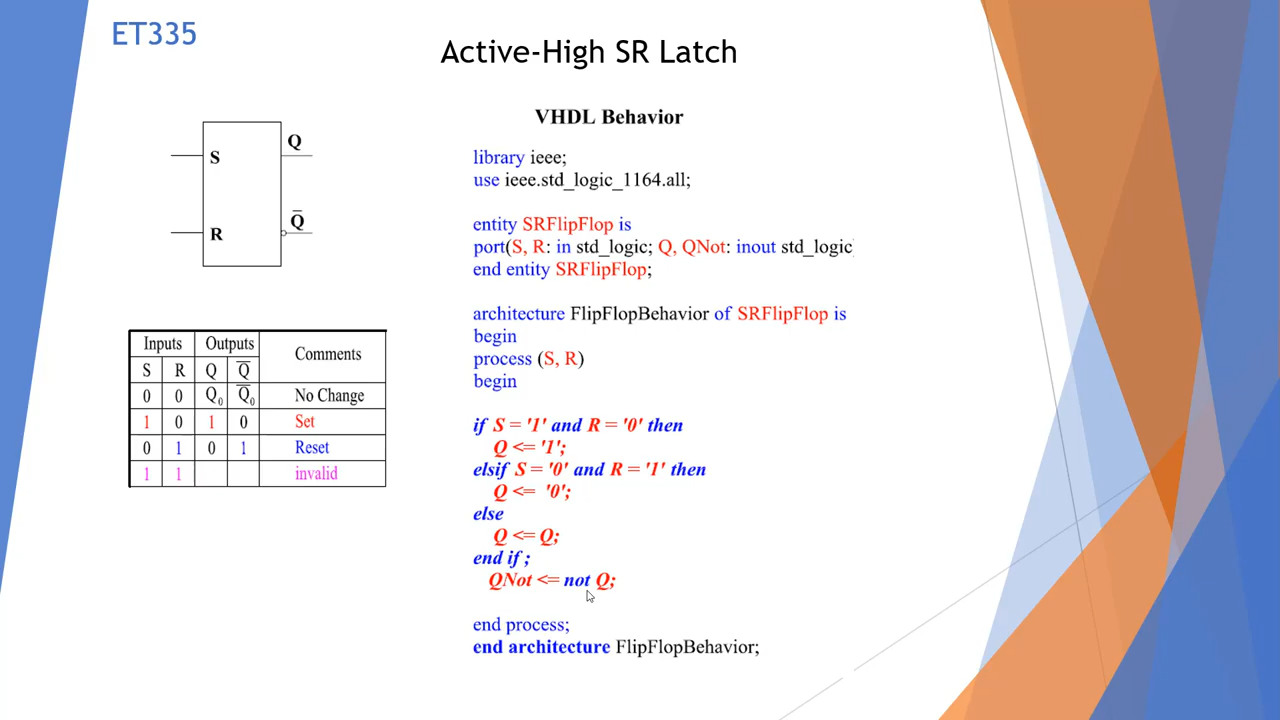 ET335
Active-High SR Latch
S
R
Q
Q̅
Inputs Outputs Comments
S R Q Q̅
0 0 Q₀ Q̅₀ No Change
1 0 1 0 Set
0 1 0 1 Reset
1 1 invalid
VHDL Behavior
library ieee;
use ieee.std_logic_1164.all;
entity SRFlipFlop is
port(S, R: in std_logic; Q, QNot: inout std_logic)
end entity SRFlipFlop;
architecture FlipFlopBehavior of SRFlipFlop is
begin
process (S, R)
begin
if S = '1' and R = '0' then
Q <= '1';
elsif S = '0' and R = '1' then
Q <= '0';
else
Q <= Q;
end if ;
QNot <= not Q;
end process;
end architecture FlipFlopBehavior;